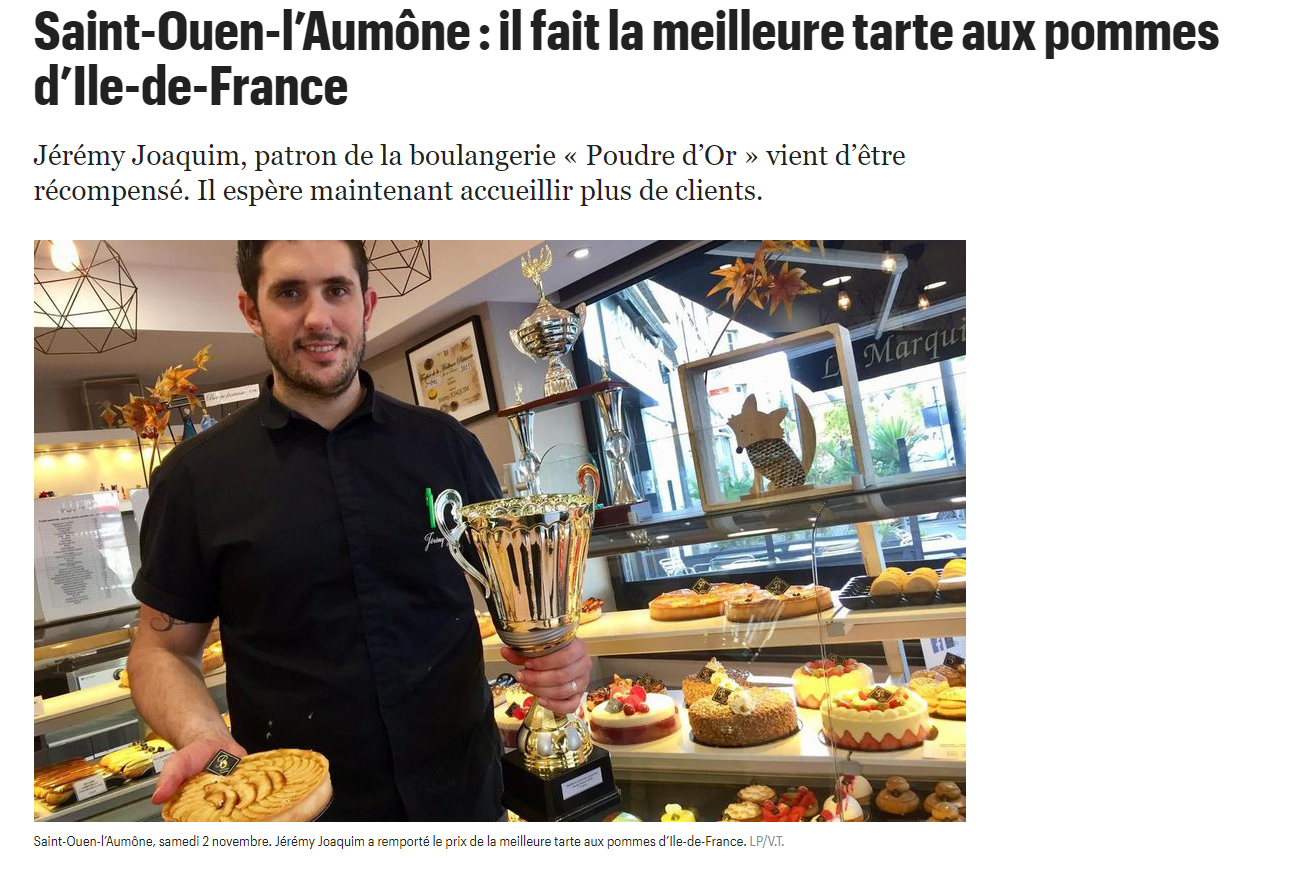 Saint-Ouen-l’Aumône : il fait la meilleure tarte aux pommes
d’Ile-de-France
Jérémy Joaquim, patron de la boulangerie « Poudre d’Or » vient d’être
récompensé. Il espère maintenant accueillir plus de clients.
Marqui
Jérémy
Saint-Ouen-l’Aumône, samedi 2 novembre. Jérémy Joaquim a remporté le prix de la meilleure tarte aux pommes d’Ile-de-France. LP/V.T.